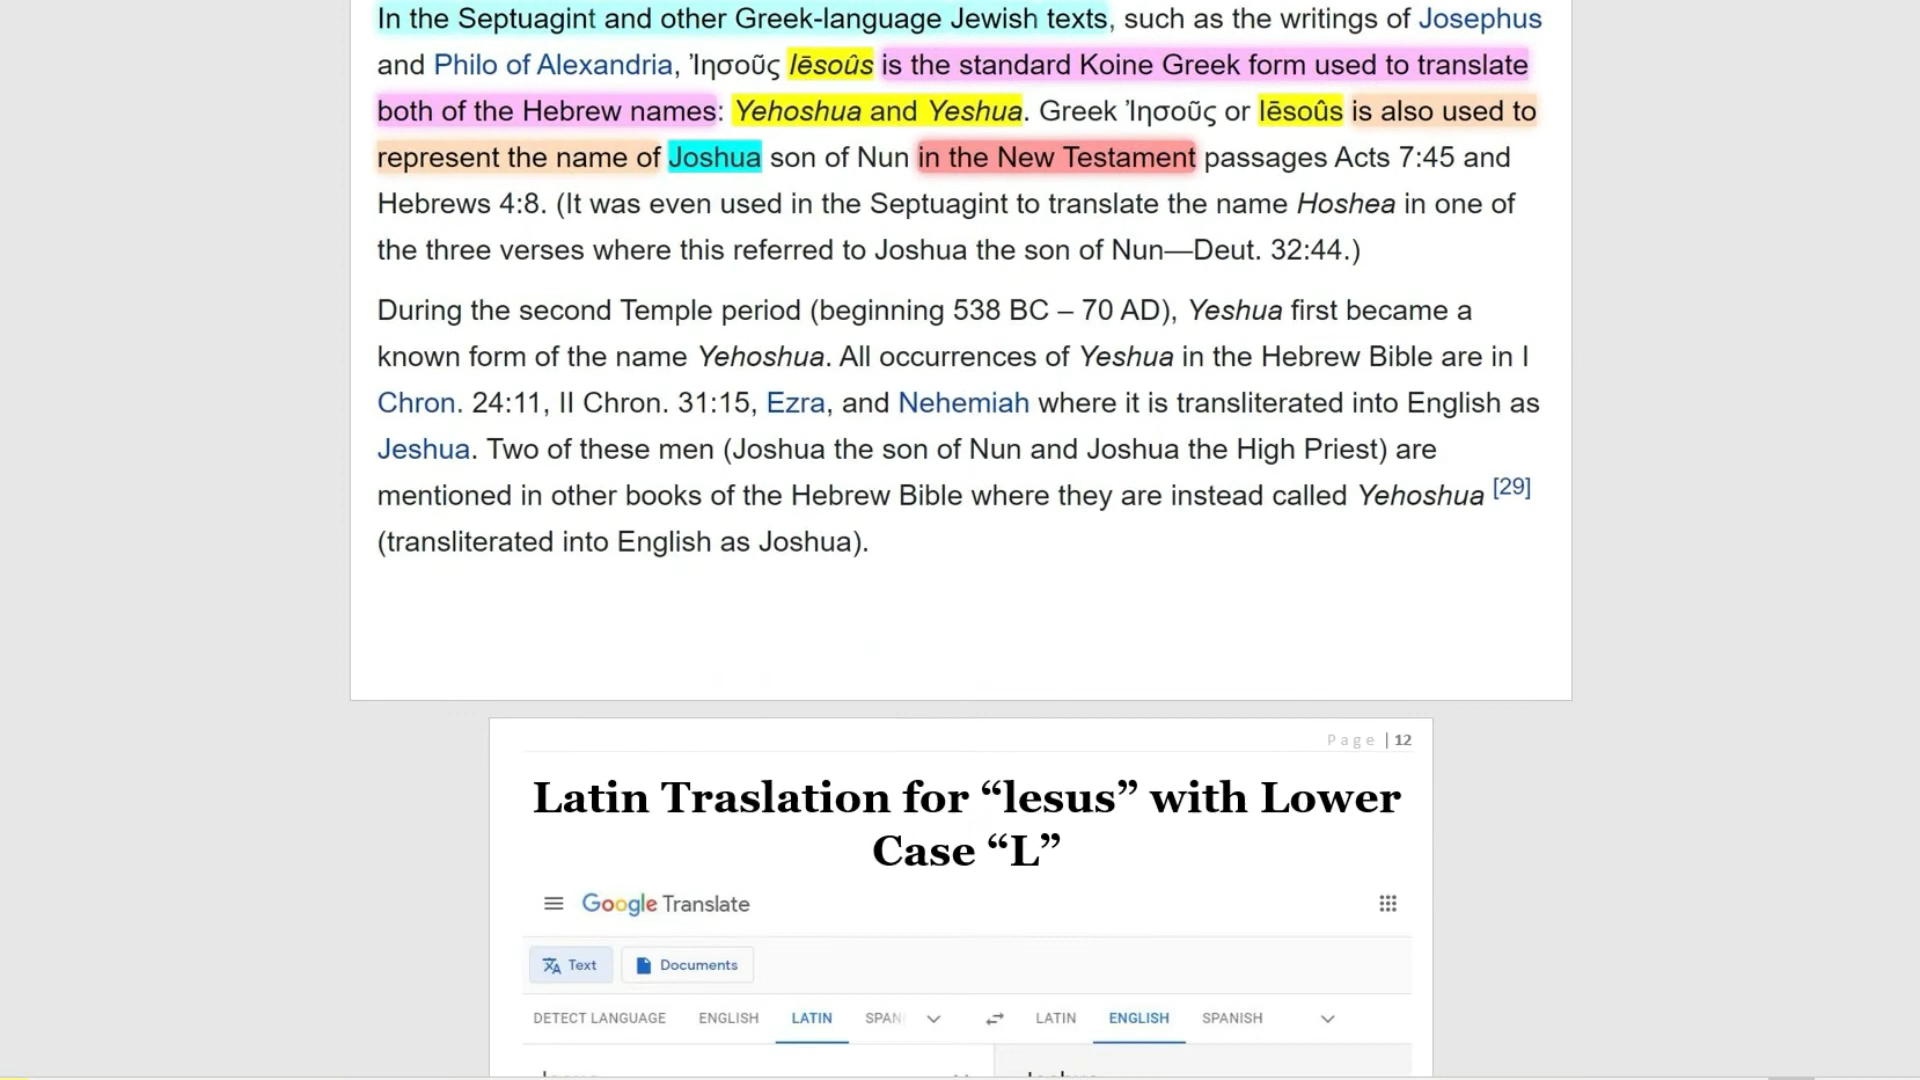 In the Septuagint and other Greek-language Jewish texts, such as the writings of Josephus
and Philo of Alexandria, Ἰησοῦς Iēsoûs is the standard Koine Greek form used to translate
both of the Hebrew names: Yehoshua and Yeshua. Greek Ἰησοῦς or Iēsoûs is also used to
represent the name of Joshua son of Nun in the New Testament passages Acts 7:45 and
Hebrews 4:8. (It was even used in the Septuagint to translate the name Hoshea in one of
the three verses where this referred to Joshua the son of Nun—Deut. 32:44.)
During the second Temple period (beginning 538 BC – 70 AD), Yeshua first became a
known form of the name Yehoshua. All occurrences of Yeshua in the Hebrew Bible are in I
Chron. 24:11, II Chron. 31:15, Ezra, and Nehemiah where it is transliterated into English as
Jeshua. Two of these men (Joshua the son of Nun and Joshua the High Priest) are
mentioned in other books of the Hebrew Bible where they are instead called Yehoshua [29]
(transliterated into English as Joshua).
Page | 12
Latin Traslation for “lesus” with Lower
Case “L”
Google Translate
Text Documents
DETECT LANGUAGE ENGLISH LATIN SPAN LATIN ENGLISH SPANISH